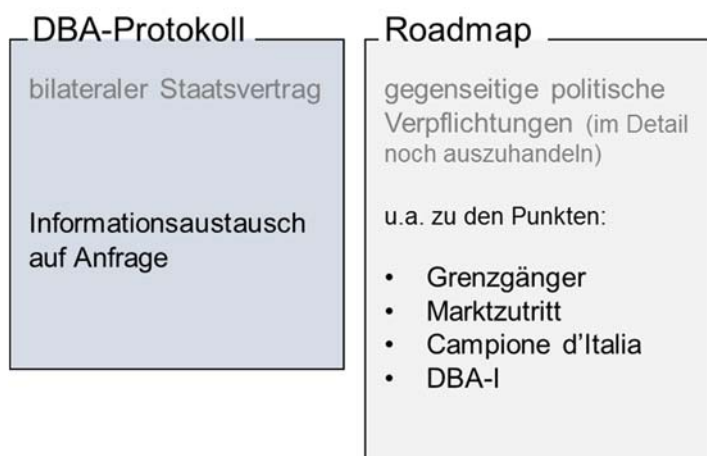 DBA-Protokoll
bilateraler Staatsvertrag
Informationsaustausch
auf Anfrage
Roadmap
gegenseitige politische
Verpflichtungen (im Detail
noch auszuhandeln)
u.a. zu den Punkten:
• Grenzgänger
• Marktzutritt
• Campione d’Italia
• DBA-I